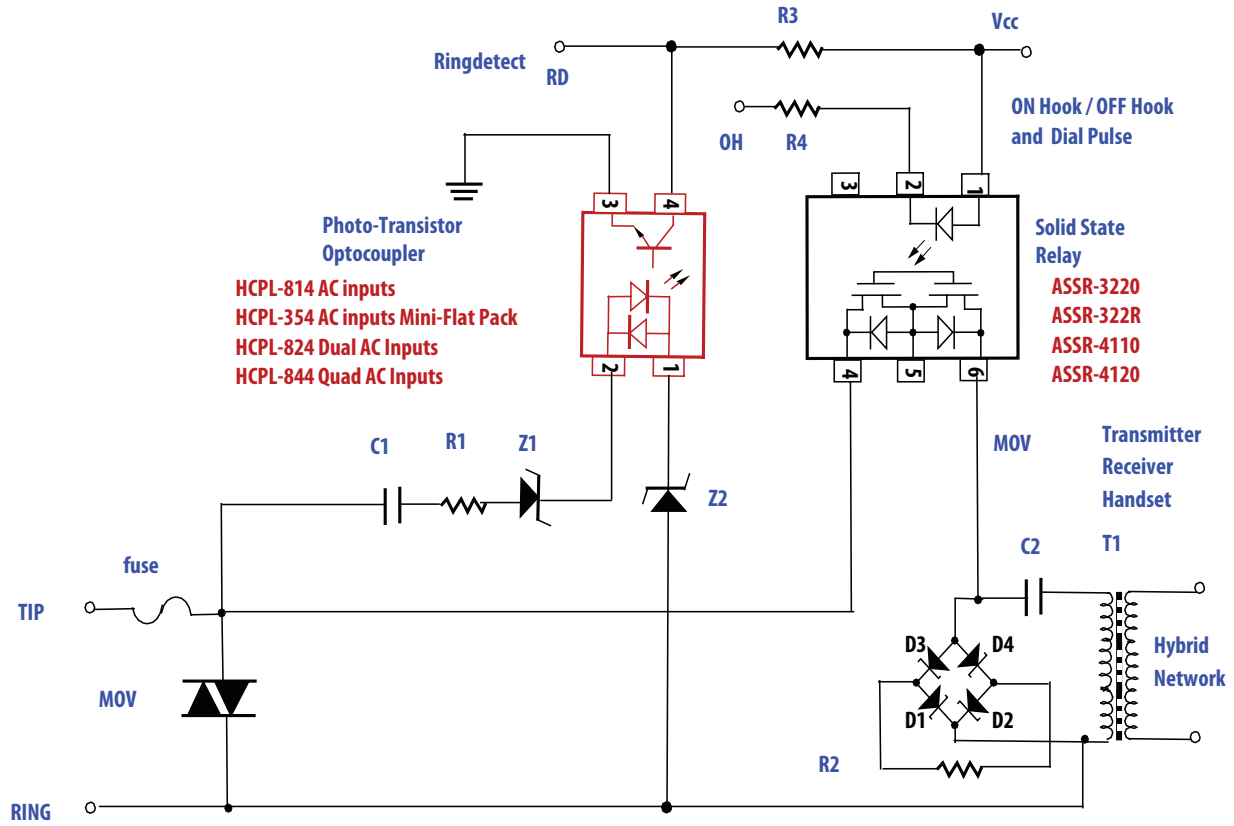 R3
Vcc
Ringdetect
RD
OH
R4
ON Hook / OFF Hook
and Dial Pulse
3
2
1
3
4
Photo-Transistor
Optocoupler
HCPL-814 AC inputs
HCPL-354 AC inputs Mini-Flat Pack
HCPL-824 Dual AC Inputs
HCPL-844 Quad AC Inputs
Solid State
Relay
ASSR-3220
ASSR-322R
ASSR-4110
ASSR-4120
2
1
4
5
6
C1
R1
Z1
Z2
MOV
Transmitter
Receiver
Handset
C2
T1
fuse
TIP
MOV
D3
D4
D1
D2
Hybrid
Network
R2
RING